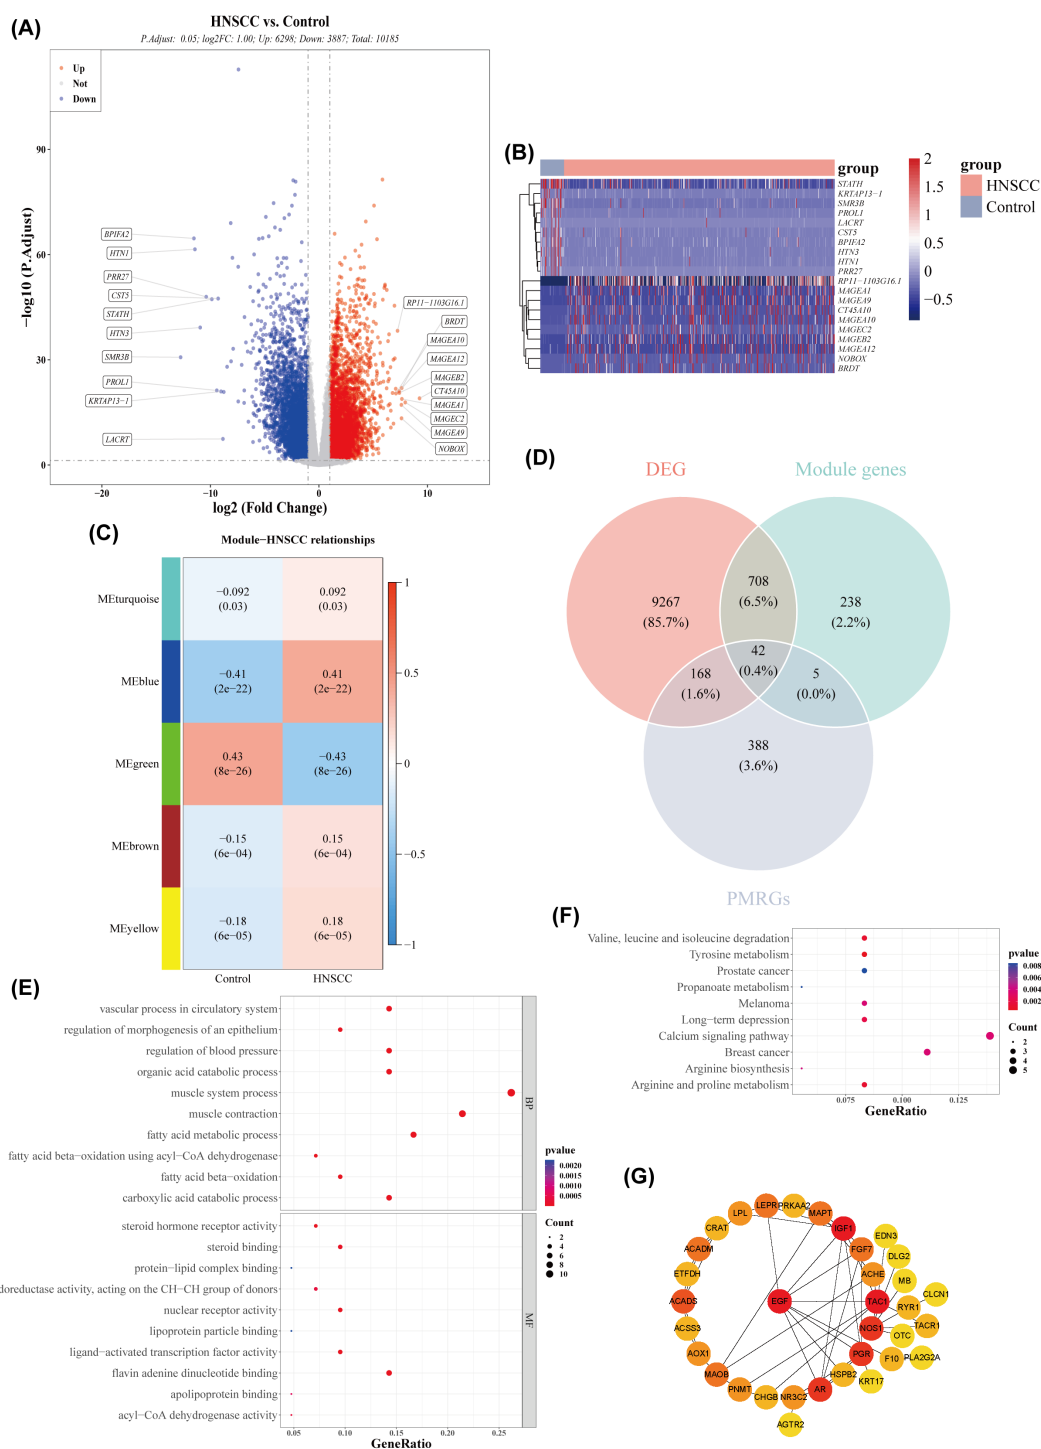 (A)
HNSCC vs. Control
P.Adjust: 0.05; log2FC: 1.00; Up: 6298; Down: 3887; Total: 10185
Up
Not
Down
90
60
30
0
−log10 (P.Adjust)
BPIFA2
HTN1
PRR27
CST5
STATH
HTN3
SMR3B
PROL1
KRTAP13−1
LACRT
RP11−1103G16.1
BRDT
MAGEA10
MAGEA12
MAGEB2
CT45A10
MAGEA1
MAGEC2
MAGEA9
NOBOX
−20
−10
0
10
log2 (Fold Change)
(B)
group
STATH
KRTAP13−1
SMR3B
PROL1
LACRT
CST5
BPIFA2
HTN3
HTN1
PRR27
RP11−1103G16.1
MAGEA1
MAGEA9
CT45A10
MAGEA10
MAGEC2
MAGEB2
MAGEA12
NOBOX
BRDT
2
1.5
1
0.5
0
−0.5
group
HNSCC
Control
(C)
Module−HNSCC relationships
MEturquoise
−0.092
(0.03)
0.092
(0.03)
MEblue
−0.41
(2e−22)
0.41
(2e−22)
MEgreen
0.43
(8e−26)
−0.43
(8e−26)
MEbrown
−0.15
(6e−04)
0.15
(6e−04)
MEyellow
−0.18
(6e−05)
0.18
(6e−05)
Control
HNSCC
1
0.5
0
−0.5
−1
(D)
DEG
Module genes
PMRGs
9267
(85.7%)
708
(6.5%)
238
(2.2%)
42
(0.4%)
168
(1.6%)
5
(0.0%)
388
(3.6%)
(E)
vascular process in circulatory system
regulation of morphogenesis of an epithelium
regulation of blood pressure
organic acid catabolic process
muscle system process
muscle contraction
fatty acid metabolic process
fatty acid beta−oxidation using acyl−CoA dehydrogenase
fatty acid beta−oxidation
carboxylic acid catabolic process
BP
steroid hormone receptor activity
steroid binding
protein−lipid complex binding
doreductase activity, acting on the CH−CH group of donors
nuclear receptor activity
lipoprotein particle binding
ligand−activated transcription factor activity
flavin adenine dinucleotide binding
apolipoprotein binding
acyl−CoA dehydrogenase activity
MF
0.05
0.10
0.15
0.20
0.25
GeneRatio
pvalue
0.0020
0.0015
0.0010
0.0005
Count
2
4
6
8
10
(F)
Valine, leucine and isoleucine degradation
Tyrosine metabolism
Prostate cancer
Propanoate metabolism
Melanoma
Long−term depression
Calcium signaling pathway
Breast cancer
Arginine biosynthesis
Arginine and proline metabolism
0.075
0.100
0.125
GeneRatio
pvalue
0.008
0.006
0.004
0.002
Count
2
3
4
5
(G)
LEPR
PRKAA2
MAPT
LPL
IGF1
CRAT
EDN3
FGF7
DLG2
ACADM
ETFDH
ACHE
MB
CLCN1
ACADS
EGF
TAC1
RYR1
ACSS3
NOS1
TACR1
OTC
AOX1
PGR
F10
PLA2G2A
MAOB
HSPB2
KRT17
PNMT
CHGB
NR3C2
AR
AGTR2